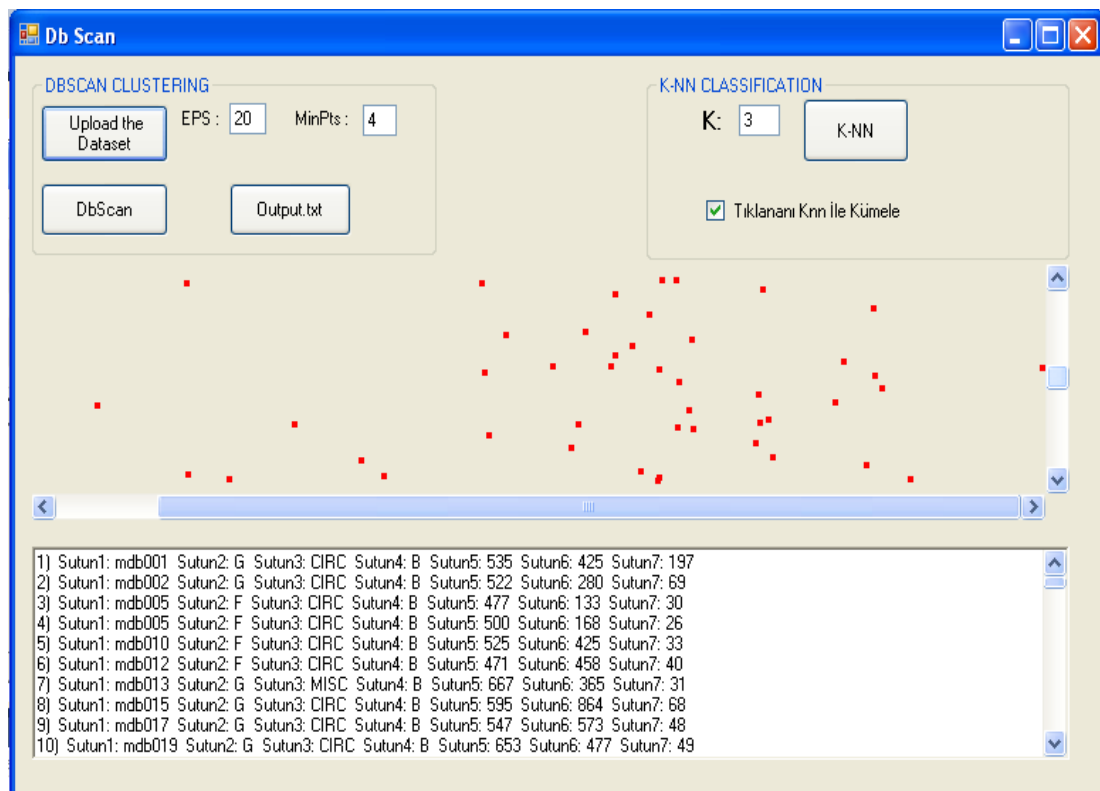 Db Scan
DBSCAN CLUSTERING
Upload the
Dataset
EPS : 20 MinPts : 4
DbScan
Output.txt
K-NN CLASSIFICATION
K: 3
K-NN
Tıklananı Knn İle Kümele
1) Sutun1: mdb001 Sutun2: G Sutun3: CIRC Sutun4: B Sutun5: 535 Sutun6: 425 Sutun7: 197
2) Sutun1: mdb002 Sutun2: G Sutun3: CIRC Sutun4: B Sutun5: 522 Sutun6: 280 Sutun7: 69
3) Sutun1: mdb005 Sutun2: F Sutun3: CIRC Sutun4: B Sutun5: 477 Sutun6: 133 Sutun7: 30
4) Sutun1: mdb005 Sutun2: F Sutun3: CIRC Sutun4: B Sutun5: 500 Sutun6: 168 Sutun7: 26
5) Sutun1: mdb010 Sutun2: F Sutun3: CIRC Sutun4: B Sutun5: 525 Sutun6: 425 Sutun7: 33
6) Sutun1: mdb012 Sutun2: F Sutun3: CIRC Sutun4: B Sutun5: 471 Sutun6: 458 Sutun7: 40
7) Sutun1: mdb013 Sutun2: G Sutun3: MISC Sutun4: B Sutun5: 667 Sutun6: 365 Sutun7: 31
8) Sutun1: mdb015 Sutun2: G Sutun3: CIRC Sutun4: B Sutun5: 595 Sutun6: 864 Sutun7: 68
9) Sutun1: mdb017 Sutun2: G Sutun3: CIRC Sutun4: B Sutun5: 547 Sutun6: 573 Sutun7: 48
10) Sutun1: mdb019 Sutun2: G Sutun3: CIRC Sutun4: B Sutun5: 653 Sutun6: 477 Sutun7: 49